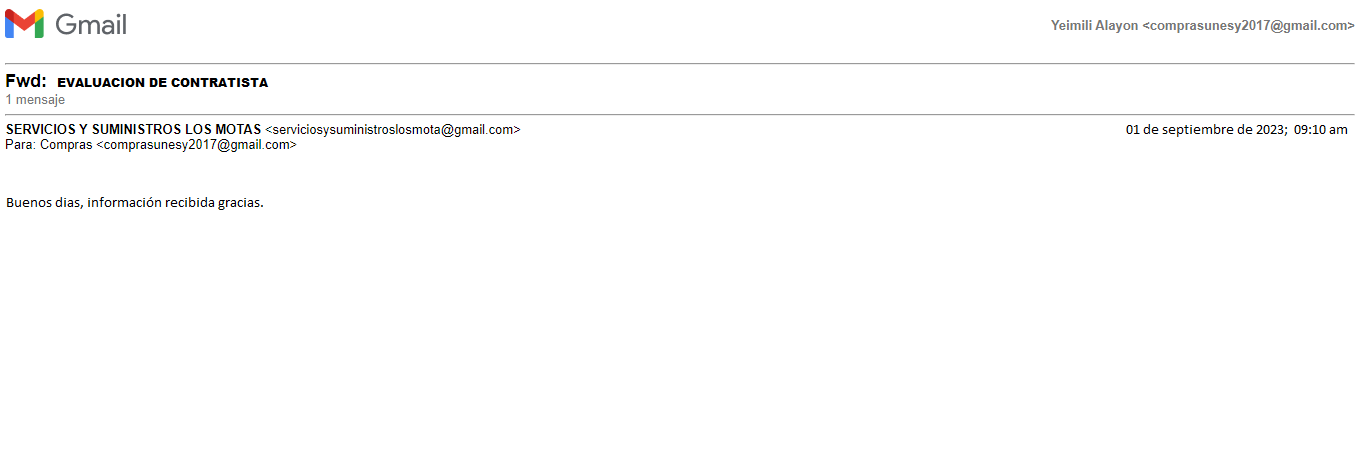 Gmail
Yeimili Alayon <comprasunesy2017@gmail.com>
Fwd: EVALUACION DE CONTRATISTA
1 mensaje
SERVICIOS Y SUMINISTROS LOS MOTAS <serviciosysuministroslosmota@gmail.com>
01 de septiembre de 2023; 09:10 am
Para: Compras <comprasunesy2017@gmail.com>
Buenos dias, información recibida gracias.